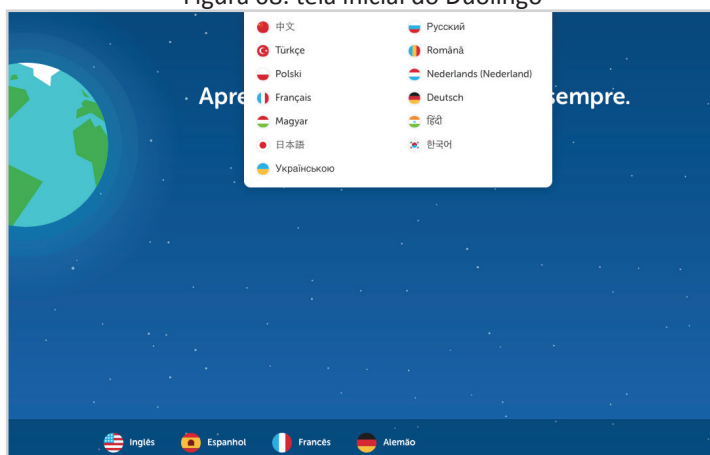 Figura 08: tela inicial do Duolingo
中文 Русский
Türkçe Română
Polski Nederlands (Nederland)
Apre Français Deutsch sempre.
Magyar हिंदी
日本語 한국어
Українською
Inglês Espanhol Francês Alemão